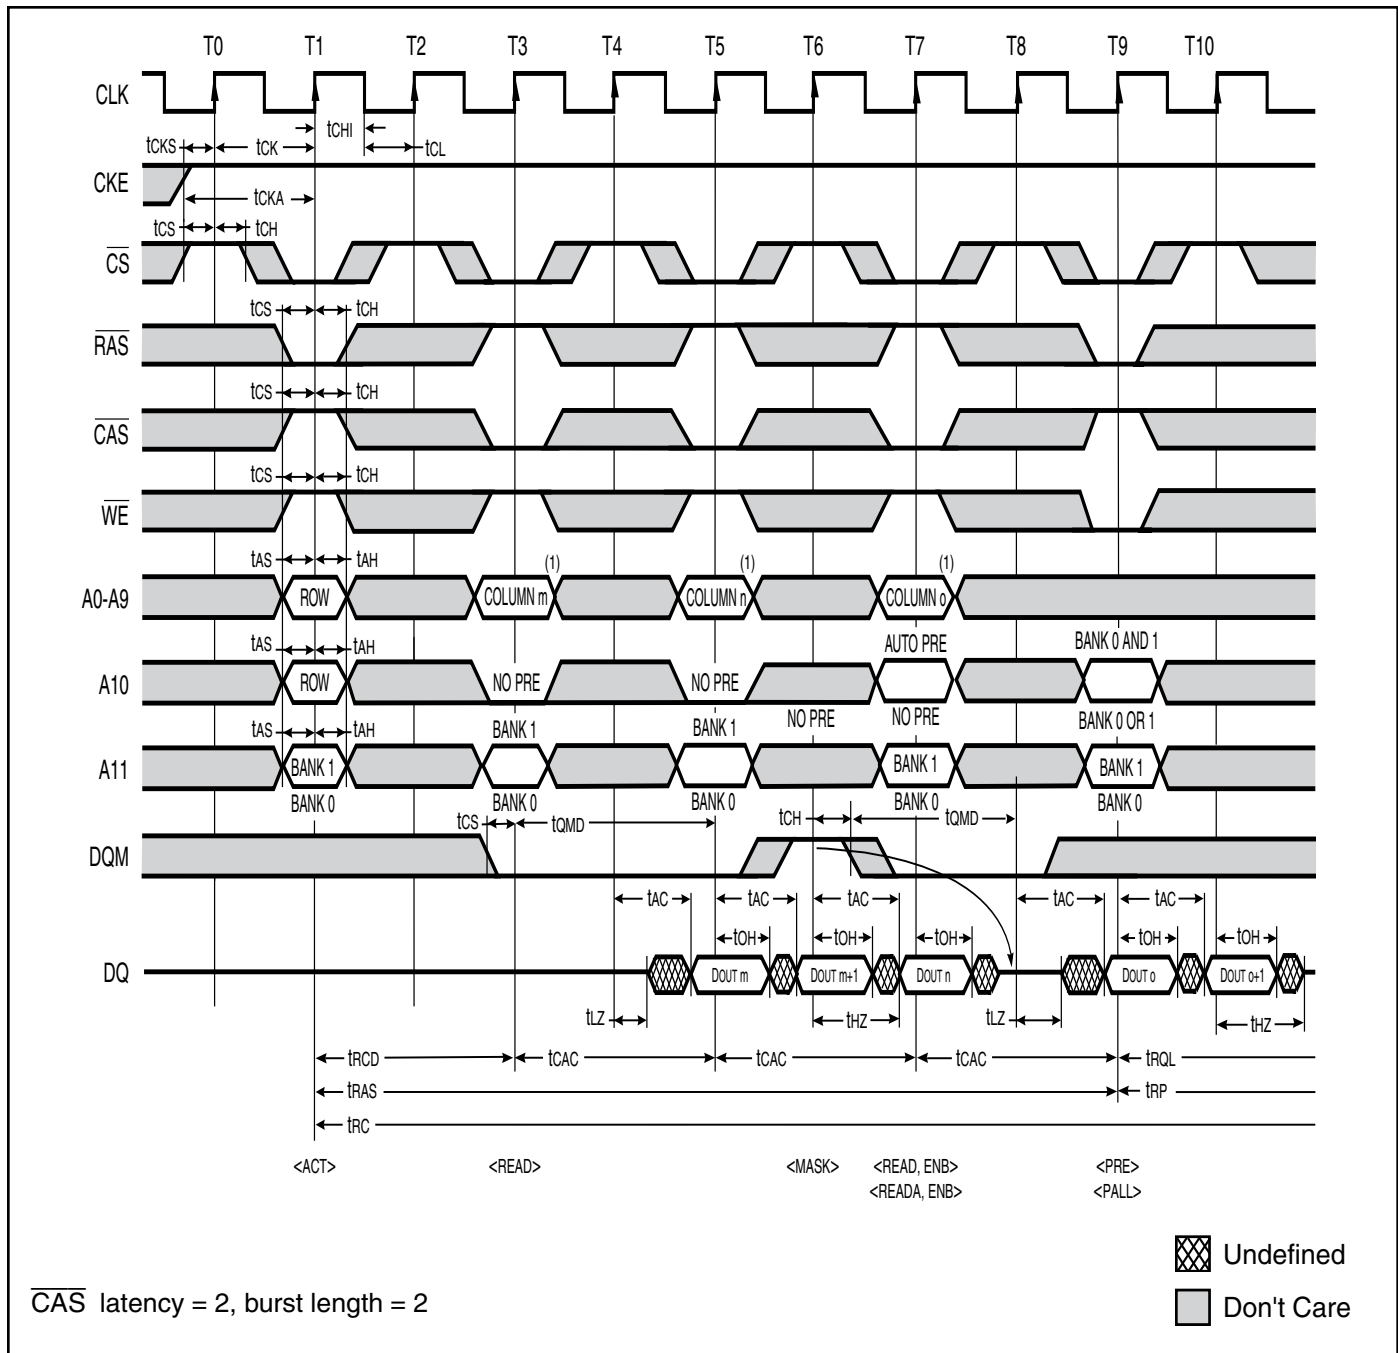 T0 T1 T2 T3 T4 T5 T6 T7 T8 T9 T10
CLK
tCHI
tCKS tCK tCL
CKE
tCKA
tCS tCH
CS
tCS tCH
RAS
tCS tCH
CAS
tCS tCH
WE
tAS tAH (1) (1) (1)
A0-A9 ROW COLUMN m COLUMN n COLUMN o
tAS tAH AUTO PRE BANK 0 AND 1
A10 ROW NO PRE NO PRE
NO PRE NO PRE BANK 0 OR 1
tAS tAH BANK 1 BANK 1
A11 BANK 1 BANK 1 BANK 1
BANK 0 BANK 0 BANK 0 BANK 0 BANK 0
tCS tQMD tCH tQMD
DQM
tAC tAC tAC tAC tAC
tOH tOH tOH tOH tOH
DQ DOUT m DOUT m+1 DOUT n DOUT o DOUT o+1
tLZ tHZ tLZ tHZ
tRCD tCAC tCAC tCAC tRQL
tRAS tRP
tRC
<ACT> <READ> <MASK> <READ, ENB> <PRE>
<READA, ENB> <PALL>
Undefined
CAS latency = 2, burst length = 2
Don't Care